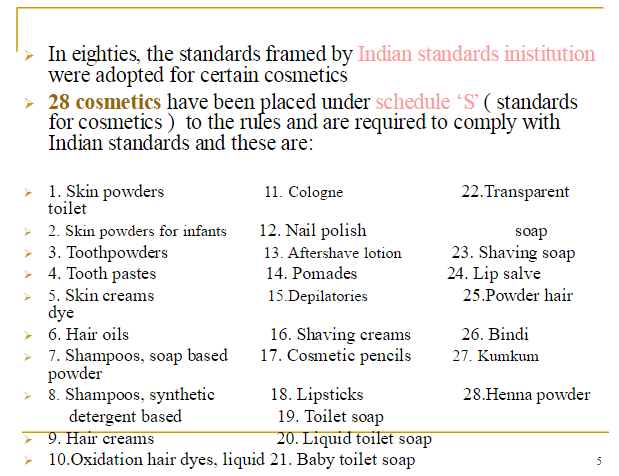 In eighties, the standards framed by Indian standards inistitution
were adopted for certain cosmetics
28 cosmetics have been placed under schedule ‘S’ ( standards
for cosmetics ) to the rules and are required to comply with
Indian standards and these are:
1. Skin powders 11. Cologne 22.Transparent
toilet
2. Skin powders for infants 12. Nail polish soap
3. Toothpowders 13. Aftershave lotion 23. Shaving soap
4. Tooth pastes 14. Pomades 24. Lip salve
5. Skin creams 15.Depilatories 25.Powder hair
dye
6. Hair oils 16. Shaving creams 26. Bindi
7. Shampoos, soap based 17. Cosmetic pencils 27. Kumkum
powder
8. Shampoos, synthetic 18. Lipsticks 28.Henna powder
detergent based 19. Toilet soap
9. Hair creams 20. Liquid toilet soap
10.Oxidation hair dyes, liquid 21. Baby toilet soap
5